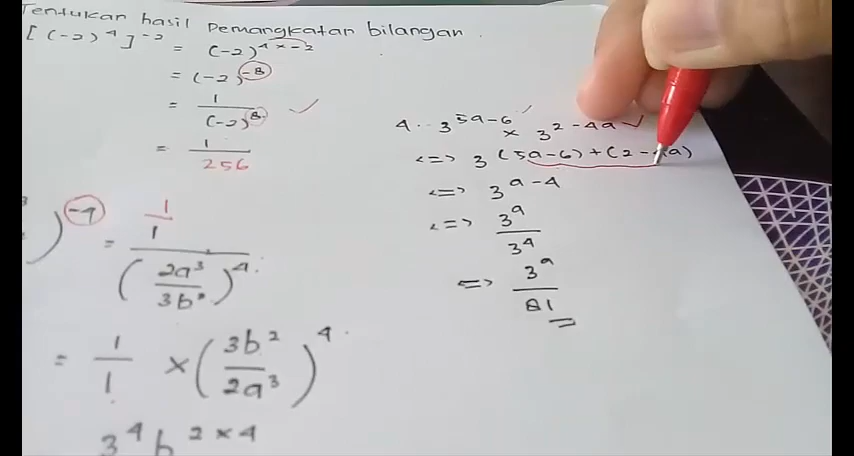 Tentukan hasil Pemangkatan bilangan.
[(-2)⁴]⁻² = (-2)⁴ˣ⁻²
= (-2)⁻⁸
= 1/(-2)⁸ ✓
= 1/256
)⁻⁴ = (1/1)/(2a³/3b²)⁴.
= 1/1 × (3b²/2a³)⁴.
3⁴b²ˣ⁴
4. 3⁵ᵃ⁻⁶ ✓ × 3²⁻⁴ᵃ ✓
<=> 3 (5a-6)+(2-4a)
<=> 3ᵃ⁻⁴
<=> 3ᵃ/3⁴
=> 3ᵃ/81